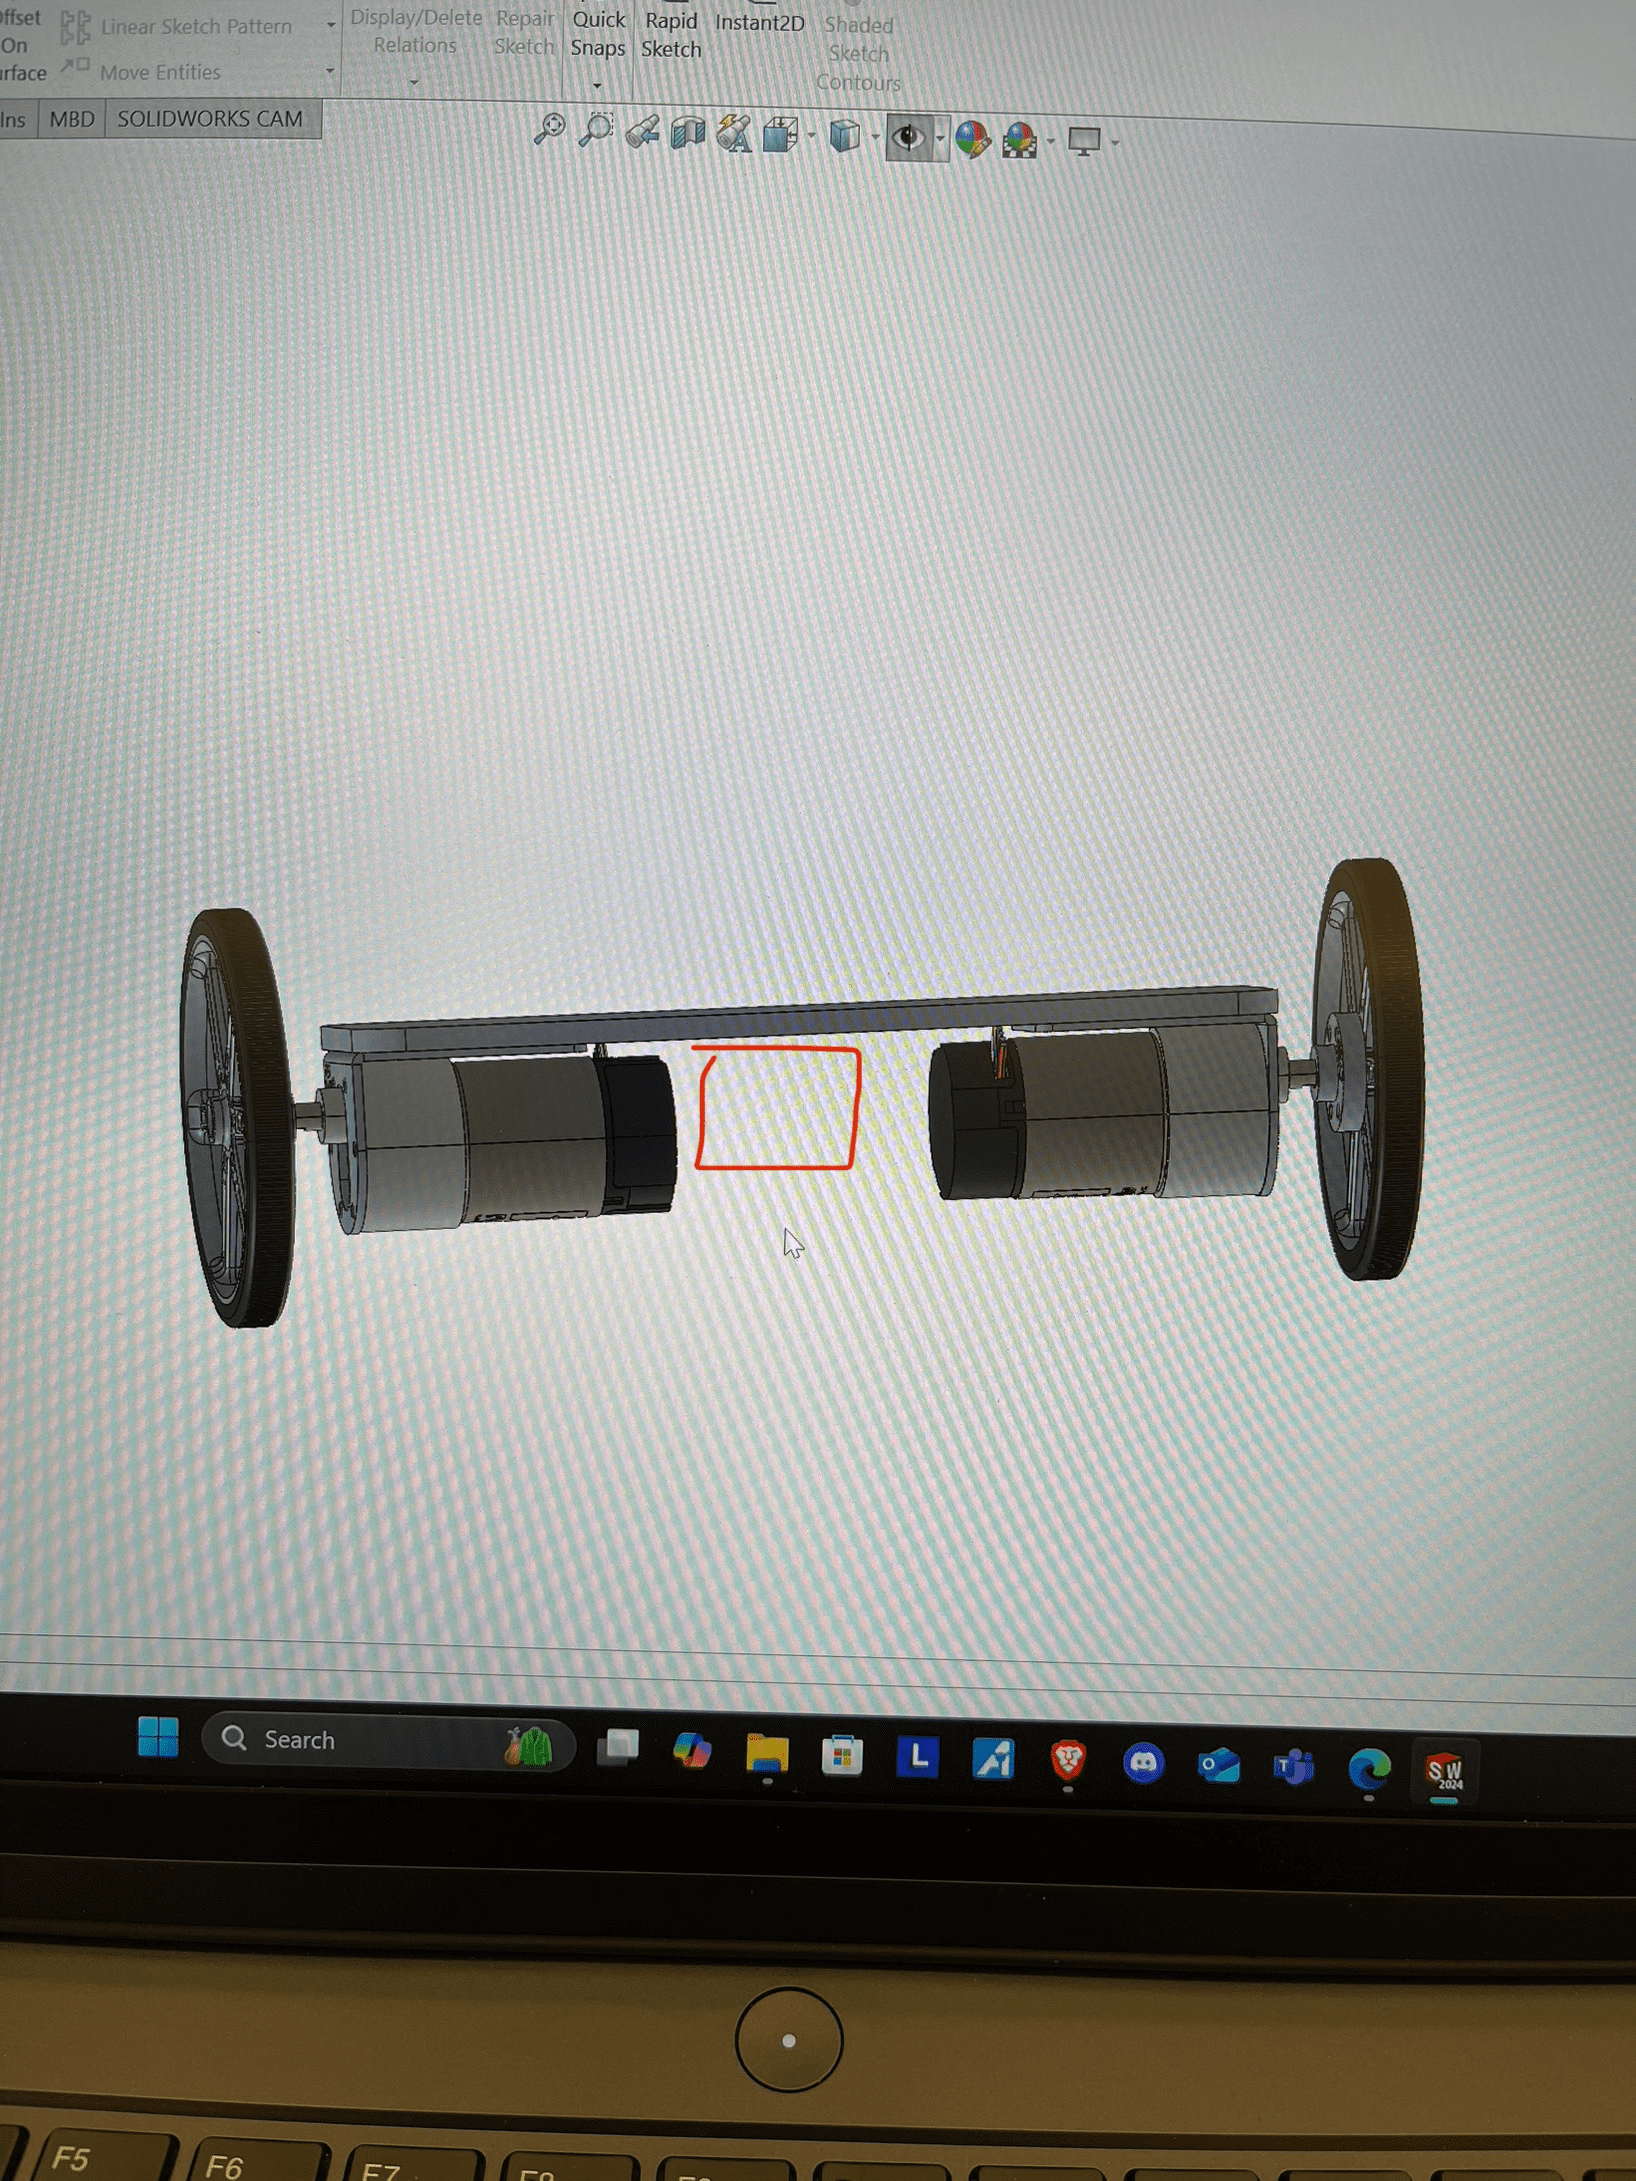 ffset
On
rface
Linear Sketch Pattern
Move Entities
Display/Delete
Relations
Repair
Sketch
Quick
Snaps
Rapid
Sketch
Instant2D
Shaded
Sketch
Contours
Ins
MBD
SOLIDWORKS CAM
Search
L
SW
2024
F5
F6
F7